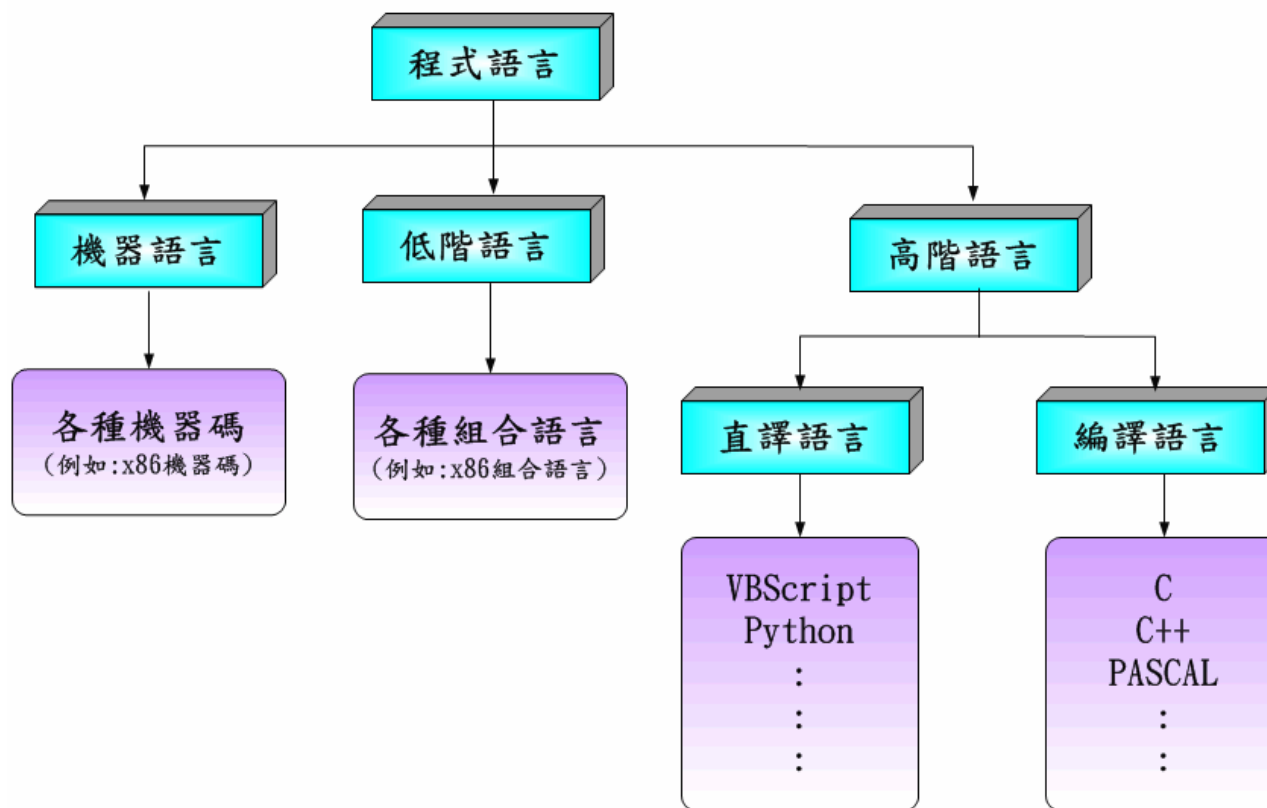 程式語言
機器語言
低階語言
高階語言
各種機器碼
(例如:x86機器碼)
各種組合語言
(例如:x86組合語言)
直譯語言
編譯語言
VBScript
Python
:
:
:
C
C++
PASCAL
:
:
: